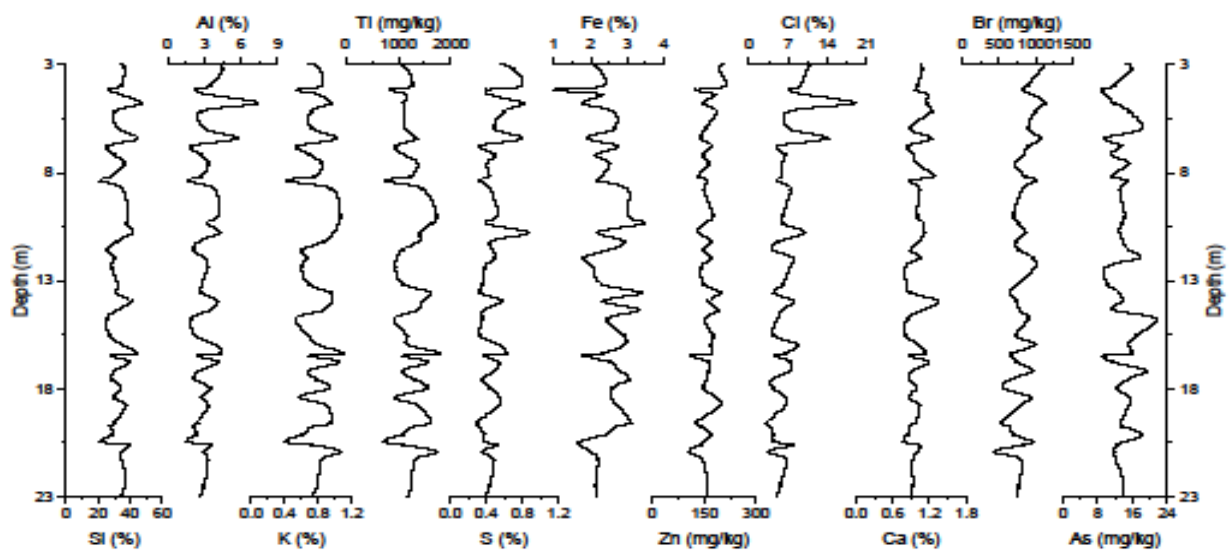 Al (%) Ti (mg/kg) Fe (%) Cl (%) Br (mg/kg)
0 3 6 9 0 1000 2000 1 2 3 4 0 7 14 21 0 500 1000 1500
3 3
8 8
13 13
18 18
23 23
Depth (m)
Depth (m)
0 20 40 60 0.0 0.4 0.8 1.2 0.0 0.4 0.8 1.2 0 150 300 0.0 0.6 1.2 1.8 0 8 16 24
Si (%) K (%) S (%) Zn (mg/kg) Ca (%) As (mg/kg)